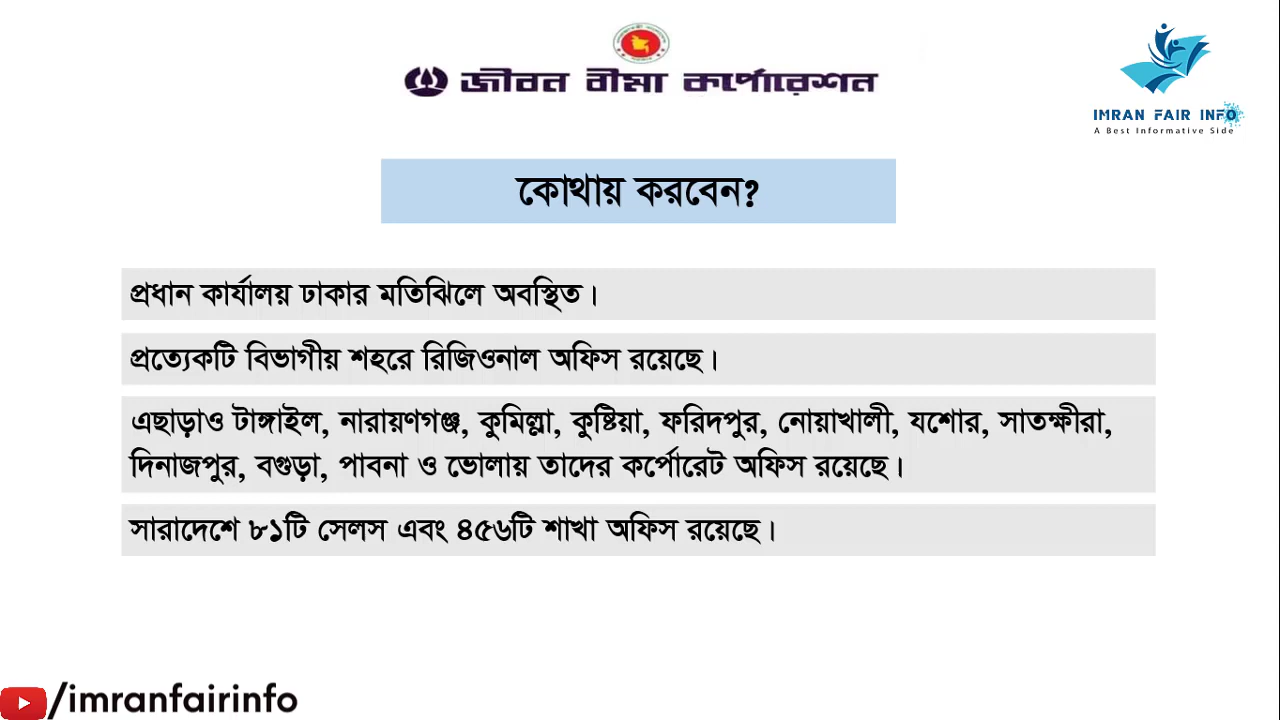 জীবন বীমা কর্পোরেশন
IMRAN FAIR INFO
A Best Informative Side
কোথায় করবেন?
প্রধান কার্যালয় ঢাকার মতিঝিলে অবস্থিত।
প্রত্যেকটি বিভাগীয় শহরে রিজিওনাল অফিস রয়েছে।
এছাড়াও টাঙ্গাইল, নারায়ণগঞ্জ, কুমিল্লা, কুষ্টিয়া, ফরিদপুর, নোয়াখালী, যশোর, সাতক্ষীরা,
দিনাজপুর, বগুড়া, পাবনা ও ভোলায় তাদের কর্পোরেট অফিস রয়েছে।
সারাদেশে ৮১টি সেলস এবং ৪৫৬টি শাখা অফিস রয়েছে।
/imranfairinfo